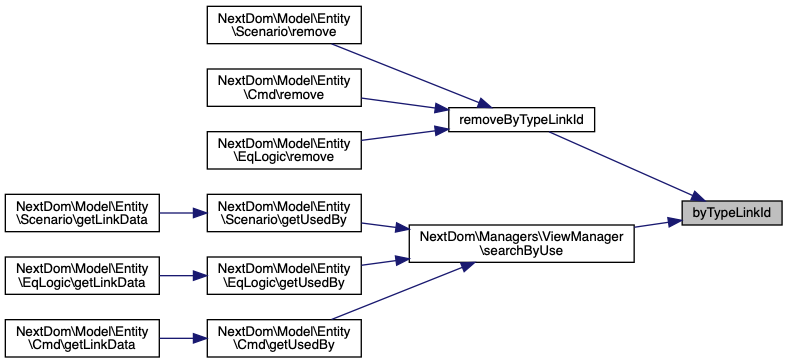 NextDom\Model\Entity
\Scenario\remove
NextDom\Model\Entity
\Cmd\remove
removeByTypeLinkId
NextDom\Model\Entity
\EqLogic\remove
NextDom\Model\Entity
\Scenario\getLinkData
NextDom\Model\Entity
\Scenario\getUsedBy
byTypeLinkId
NextDom\Managers\ViewManager
\searchByUse
NextDom\Model\Entity
\EqLogic\getLinkData
NextDom\Model\Entity
\EqLogic\getUsedBy
NextDom\Model\Entity
\Cmd\getLinkData
NextDom\Model\Entity
\Cmd\getUsedBy